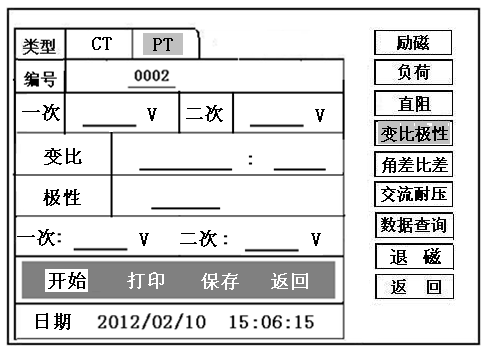 类型 CT PT
编号 0002
一次 V 二次 V
变比 :
极性
一次: V 二次: V
开始 打印 保存 返回
日期 2012/02/10 15:06:15
励磁
负荷
直阻
变比极性
角差比差
交流耐压
数据查询
退 磁
返 回